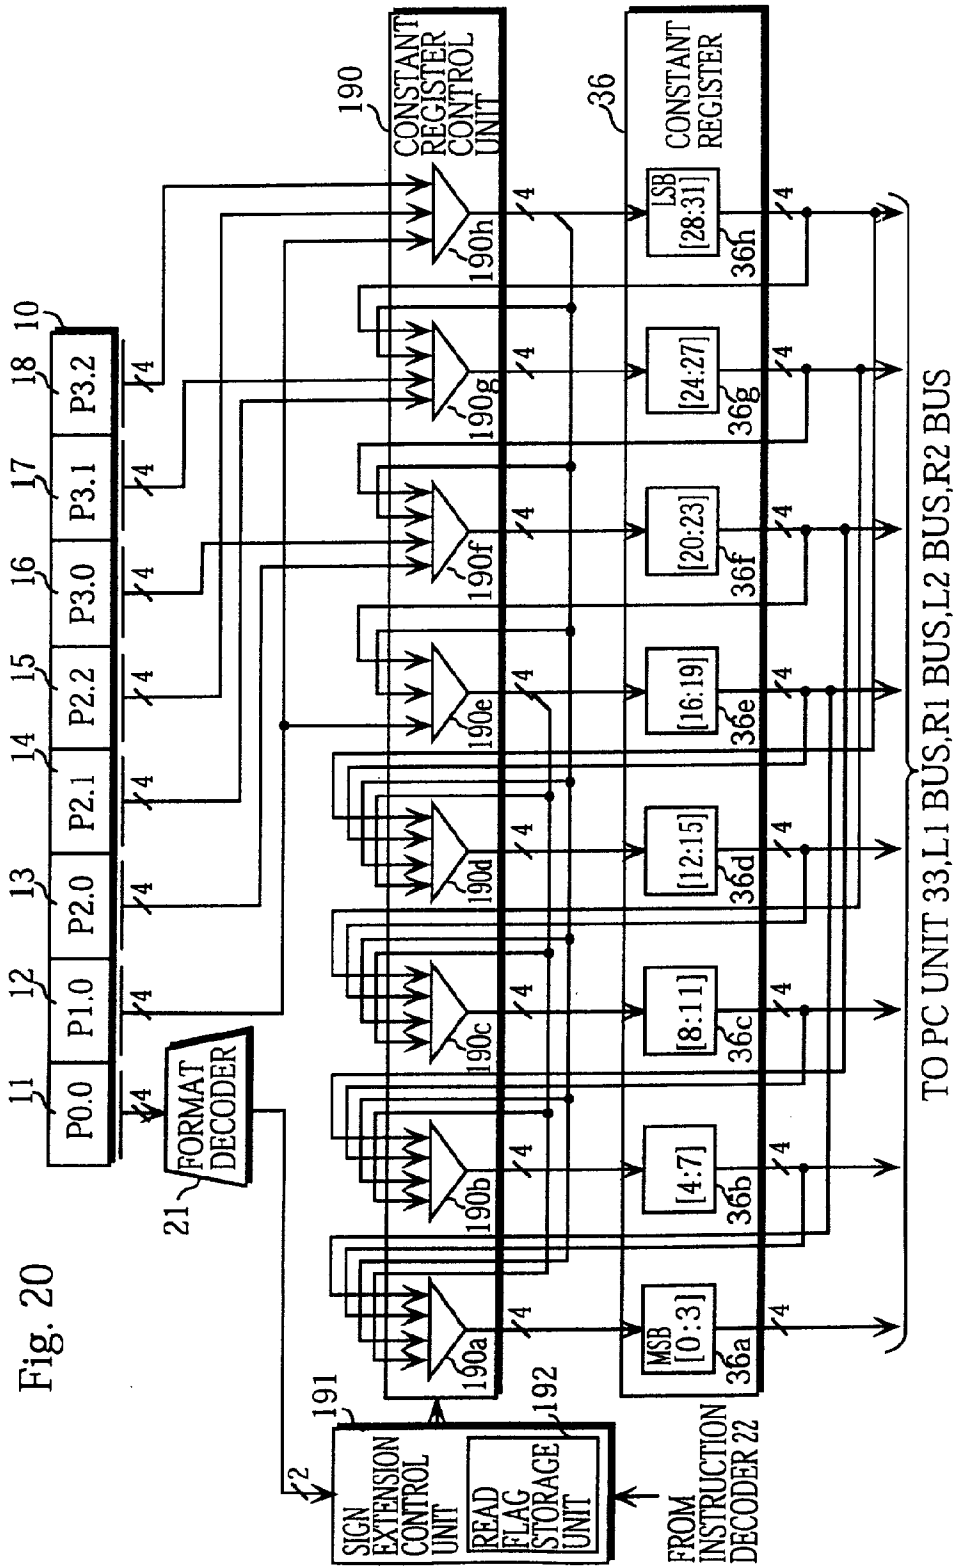 Fig. 20
10
11
12
13
14
15
16
17
18
P0.0
P1.0
P2.0
P2.1
P2.2
P3.0
P3.1
P3.2
4
4
4
4
4
4
4
4
21
FORMAT
DECODER
2
191
SIGN
EXTENSION
CONTROL
UNIT
192
READ
FLAG
STORAGE
UNIT
FROM
INSTRUCTION
DECODER 22
190
CONSTANT
REGISTER
CONTROL
UNIT
190a
190b
190c
190d
190e
190f
190g
190h
4
4
4
4
4
4
4
4
36
CONSTANT
REGISTER
MSB
[0:3]
[4:7]
[8:11]
[12:15]
[16:19]
[20:23]
[24:27]
LSB
[28:31]
36a
36b
36c
36d
36e
36f
36g
36h
4
4
4
4
4
4
4
4
TO PC UNIT 33,L1 BUS,R1 BUS,L2 BUS,R2 BUS